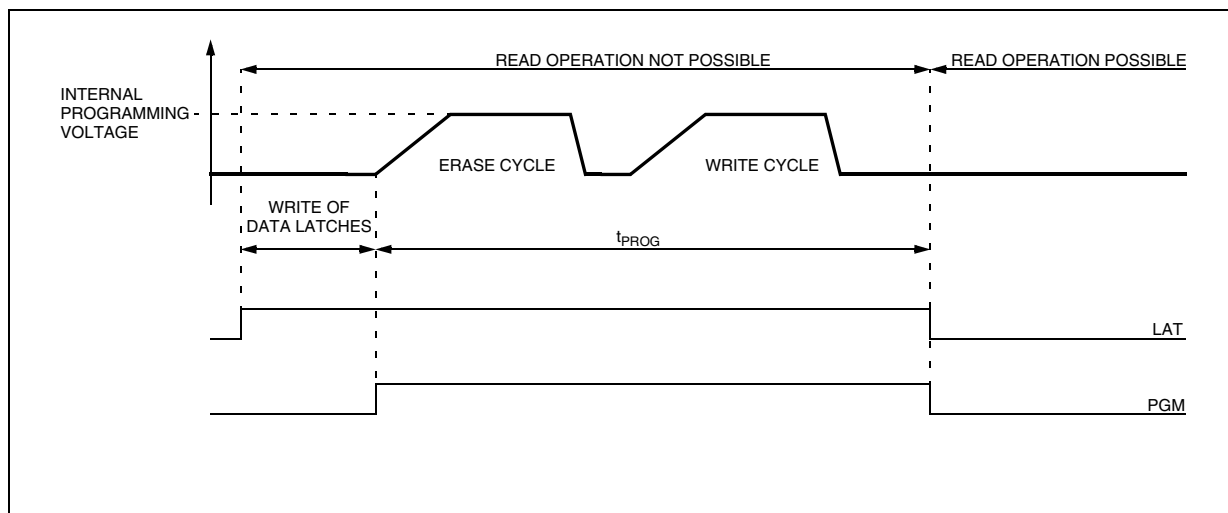 READ OPERATION NOT POSSIBLE
READ OPERATION POSSIBLE
INTERNAL
PROGRAMMING
VOLTAGE
ERASE CYCLE
WRITE CYCLE
WRITE OF
DATA LATCHES
tPROG
LAT
PGM